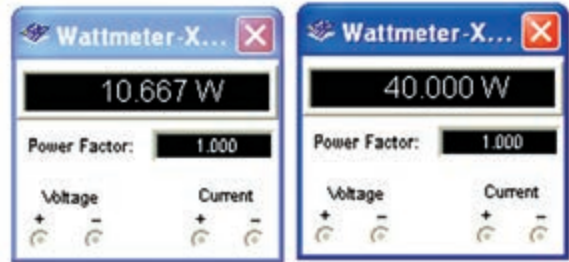 Wattmeter-X...
10.667 W
Power Factor: 1.000
Voltage Current
+ - + -
Wattmeter-X...
40.000 W
Power Factor: 1.000
Voltage Current
+ - + -